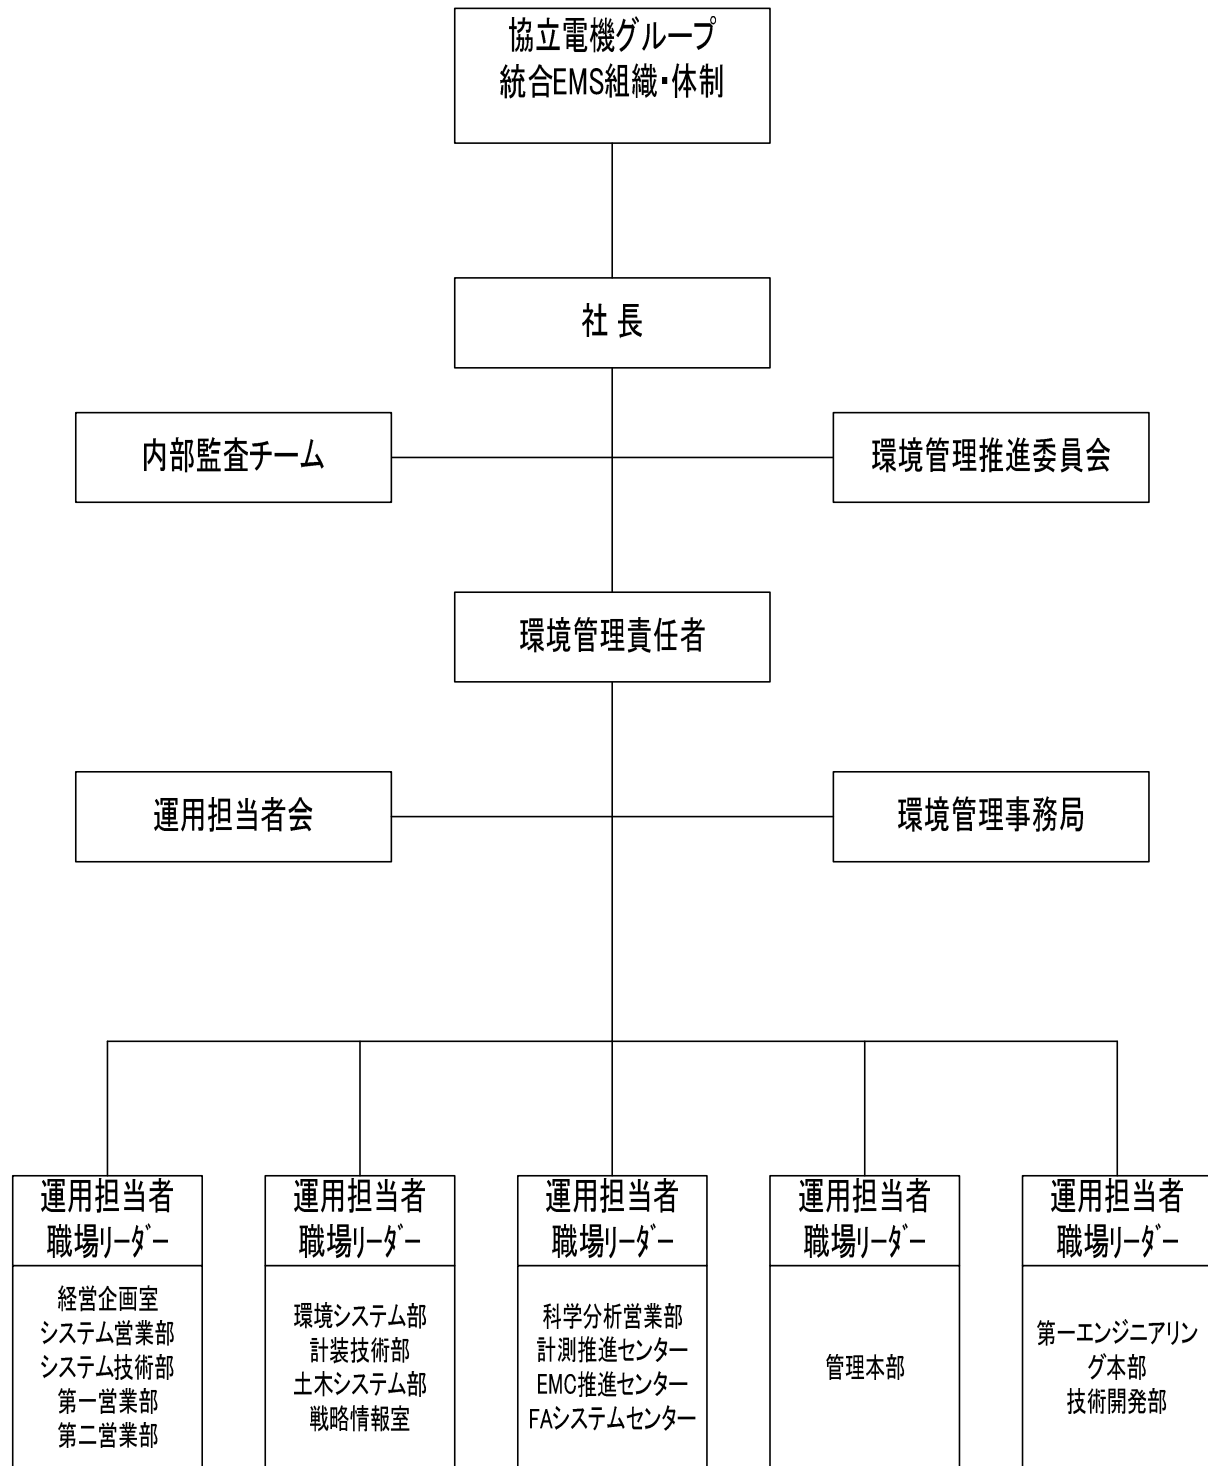 協立電機グループ
統合EMS組織・体制
社 長
内部監査チーム
環境管理推進委員会
環境管理責任者
運用担当者会
環境管理事務局
運用担当者
職場リーダー
経営企画室
システム営業部
システム技術部
第一営業部
第二営業部
運用担当者
職場リーダー
環境システム部
計装技術部
土木システム部
戦略情報室
運用担当者
職場リーダー
科学分析営業部
計測推進センター
EMC推進センター
FAシステムセンター
運用担当者
職場リーダー
管理本部
運用担当者
職場リーダー
第一エンジニアリン
グ本部
技術開発部